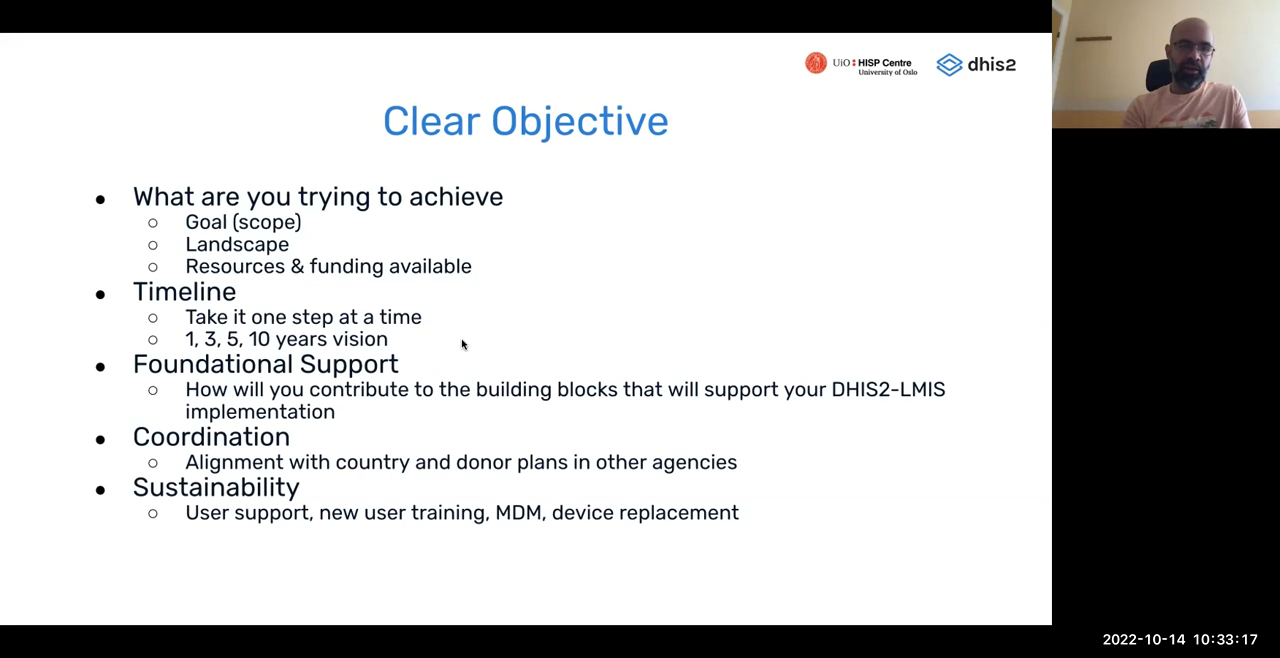 UiO: HISP Centre
University of Oslo
dhis2
Clear Objective
● What are you trying to achieve
○ Goal (scope)
○ Landscape
○ Resources & funding available
● Timeline
○ Take it one step at a time
○ 1, 3, 5, 10 years vision
● Foundational Support
○ How will you contribute to the building blocks that will support your DHIS2-LMIS
implementation
● Coordination
○ Alignment with country and donor plans in other agencies
● Sustainability
○ User support, new user training, MDM, device replacement
2022-10-14 10:33:17